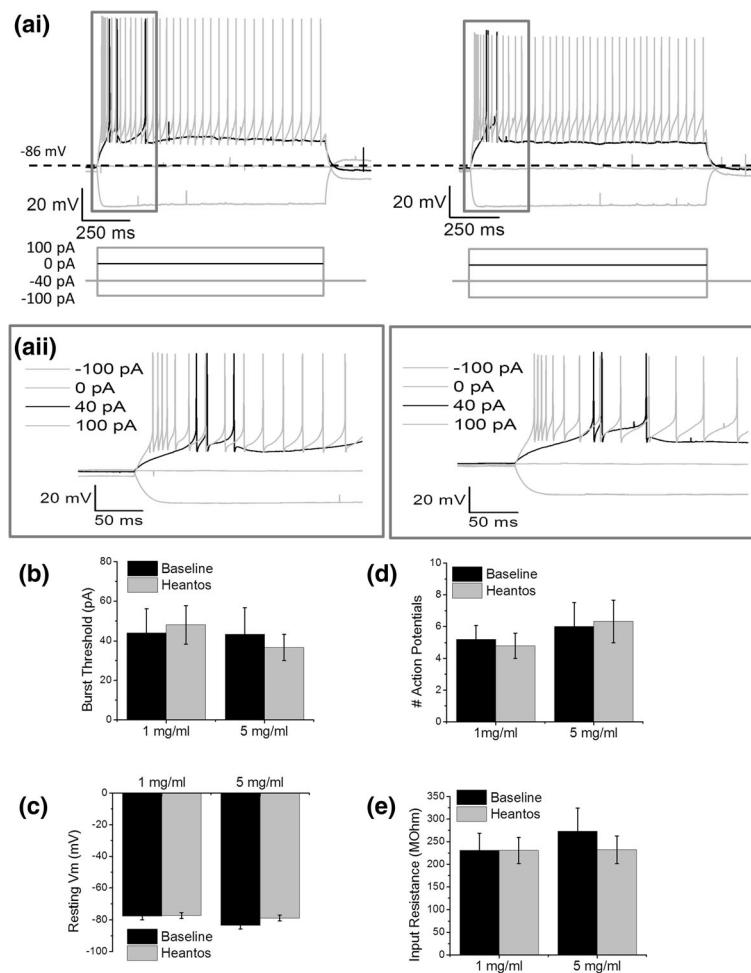 (ai)
-86 mV
20 mV
250 ms
20 mV
250 ms
100 pA
0 pA
-40 pA
-100 pA
(aii)
-100 pA
0 pA
40 pA
100 pA
20 mV
50 ms
-100 pA
0 pA
40 pA
100 pA
20 mV
50 ms
(b)
Burst Threshold (pA)
80
60
40
20
0
Baseline
Heantos
1 mg/ml
5 mg/ml
(d)
# Action Potentials
10
8
6
4
2
0
Baseline
Heantos
1mg/ml
5 mg/ml
(c)
Resting Vm (mV)
1 mg/ml
5 mg/ml
0
-20
-40
-60
-80
-100
Baseline
Heantos
(e)
Input Resistance (MOhm)
350
300
250
200
150
100
50
0
Baseline
Heantos
1 mg/ml
5 mg/ml